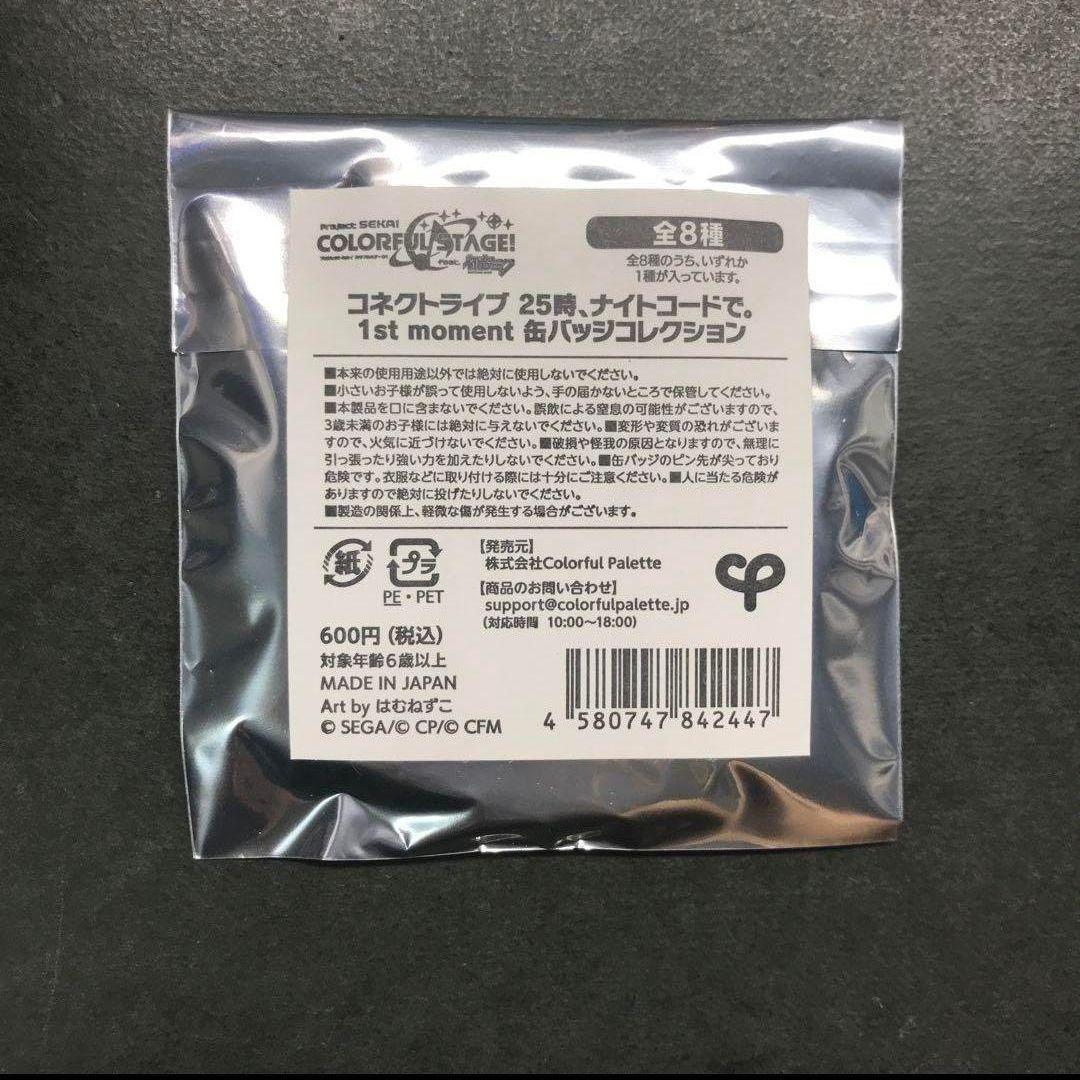 Project SEKAI
COLORFUL STAGE!
feat. 初音ミク
全8種
全8種のうち、いずれか
1種が入っています。
コネクトライブ 25時、ナイトコードで。
1st moment 缶バッジコレクション
■本来の使用用途以外では絶対に使用しないでください。
■小さいお子様が誤って使用しないよう、手の届かないところで保管してください。
■本製品を口に含まないでください。誤飲による窒息の可能性がございますので、
3歳未満のお子様には絶対に与えないでください。■変形や変質の恐れがございま
すので、火気に近づけないでください。■破損や怪我の原因となりますので、無理に
引っ張ったり強い力を加えたりしないでください。■缶バッジのピン先が尖っており
危険です。衣服などに取り付ける際には十分にご注意ください。■人に当たる危険が
ありますので絶対に投げたりしないでください。
■製造の関係上、軽微な傷が発生する場合がございます。
紙
プラ
PE・PET
【発売元】
株式会社Colorful Palette
【商品のお問い合わせ】
support@colorfulpalette.jp
(対応時間 10:00～18:00)
cp
600円（税込）
対象年齢6歳以上
MADE IN JAPAN
Art by はむねずこ
© SEGA/© CP/© CFM
4 580747 842447